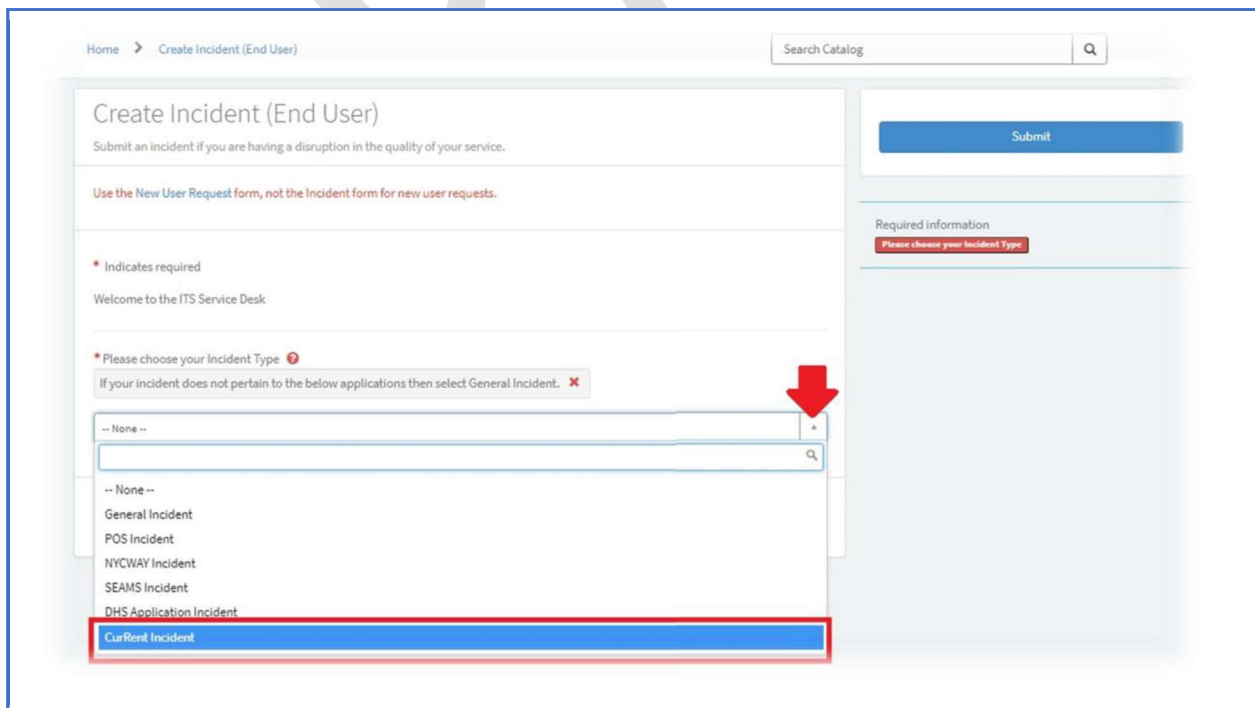 Home > Create Incident (End User)
Search Catalog
Create Incident (End User)
Submit an incident if you are having a disruption in the quality of your service.
Submit
Use the New User Request form, not the Incident form for new user requests.
Required information
Please choose your Incident Type
* Indicates required
Welcome to the ITS Service Desk
* Please choose your Incident Type
If your incident does not pertain to the below applications then select General Incident.
-- None --
-- None --
General Incident
POS Incident
NYCWAY Incident
SEAMS Incident
DHS Application Incident
CurRent Incident